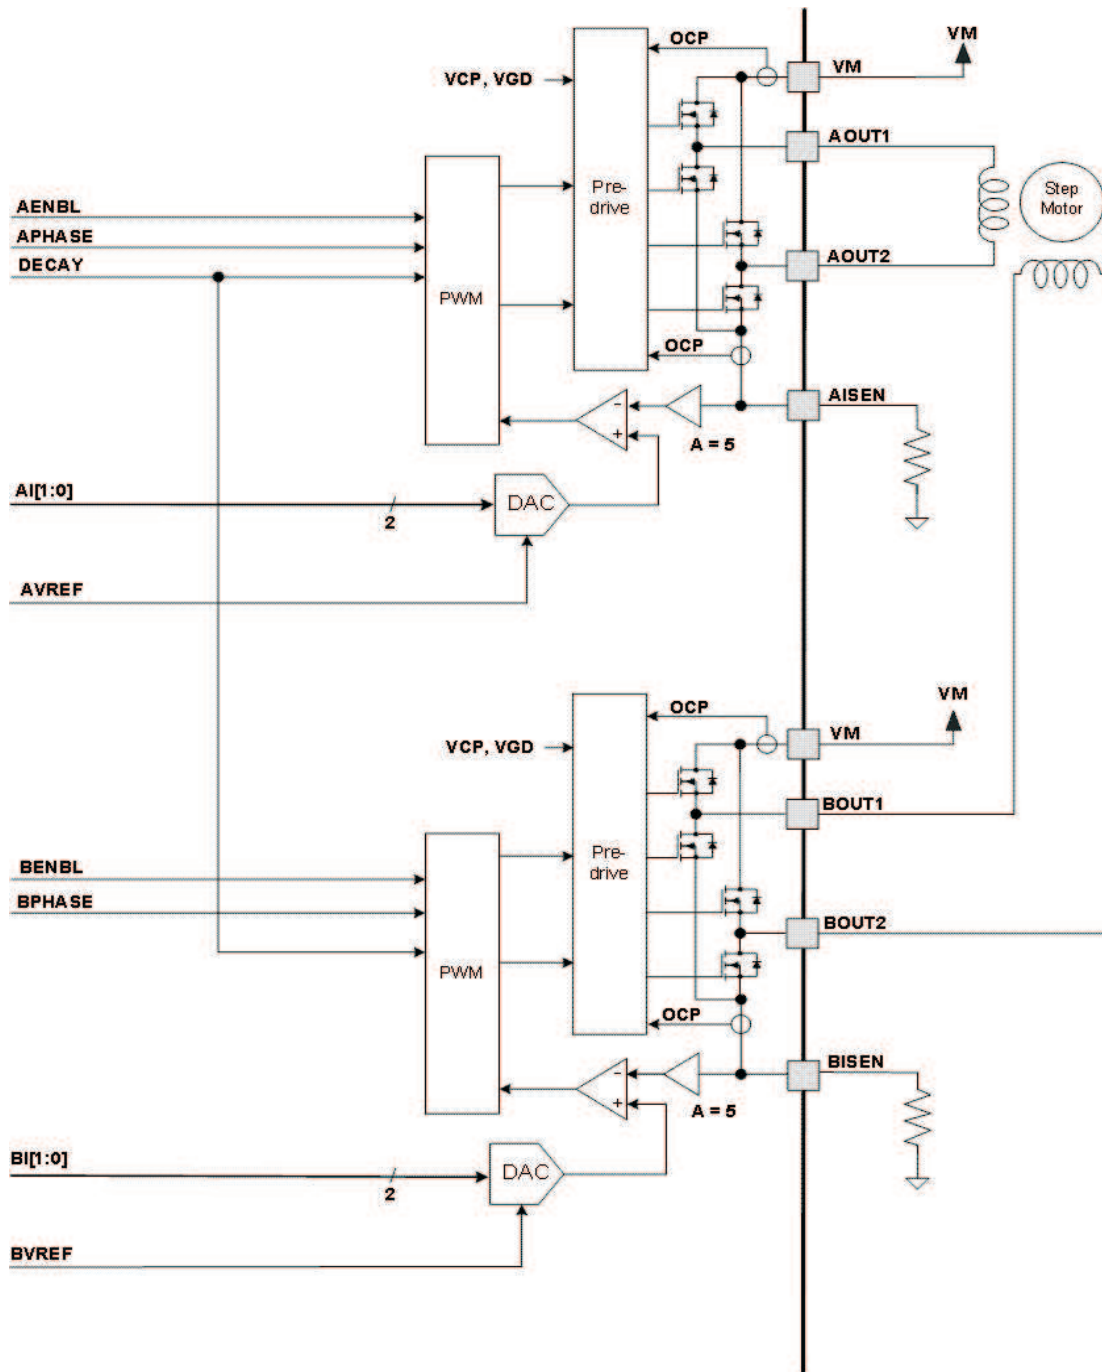 OCP
VM
VCP, VGD
VM
AOUT1
Pre-
drive
Step
Motor
AENBL
APHASE
DECAY
AOUT2
PWM
OCP
AISEN
-
+
A = 5
AI[1:0]
2
DAC
AVREF
OCP
VM
VCP, VGD
VM
BOUT1
Pre-
drive
BENBL
BPHASE
BOUT2
PWM
OCP
BISEN
-
+
A = 5
BI[1:0]
2
DAC
BVREF